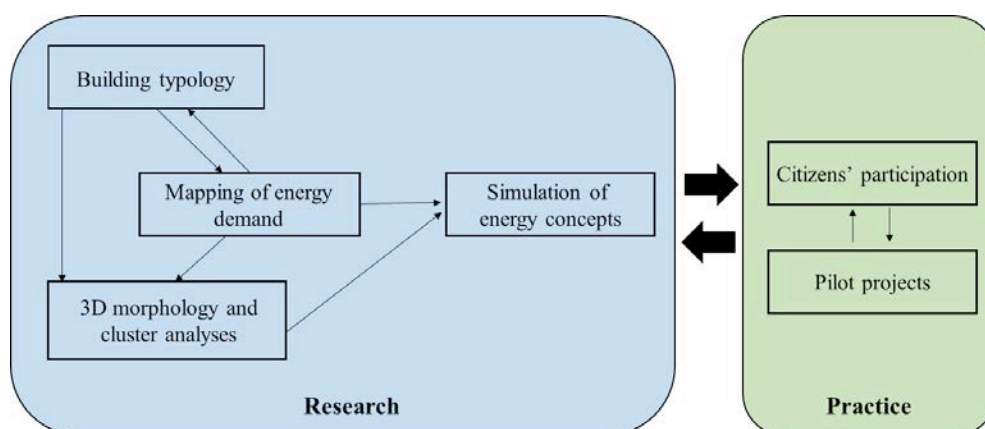 Building typology
Mapping of energy
demand
Simulation of
energy concepts
3D morphology and
cluster analyses
Research
Citizens’ participation
Pilot projects
Practice